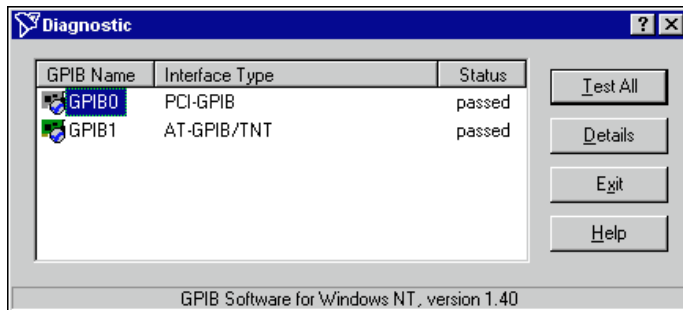 Diagnostic
GPIB Name Interface Type Status
GPIB0 PCI-GPIB passed
GPIB1 AT-GPIB/TNT passed
Test All
Details
Exit
Help
GPIB Software for Windows NT, version 1.40